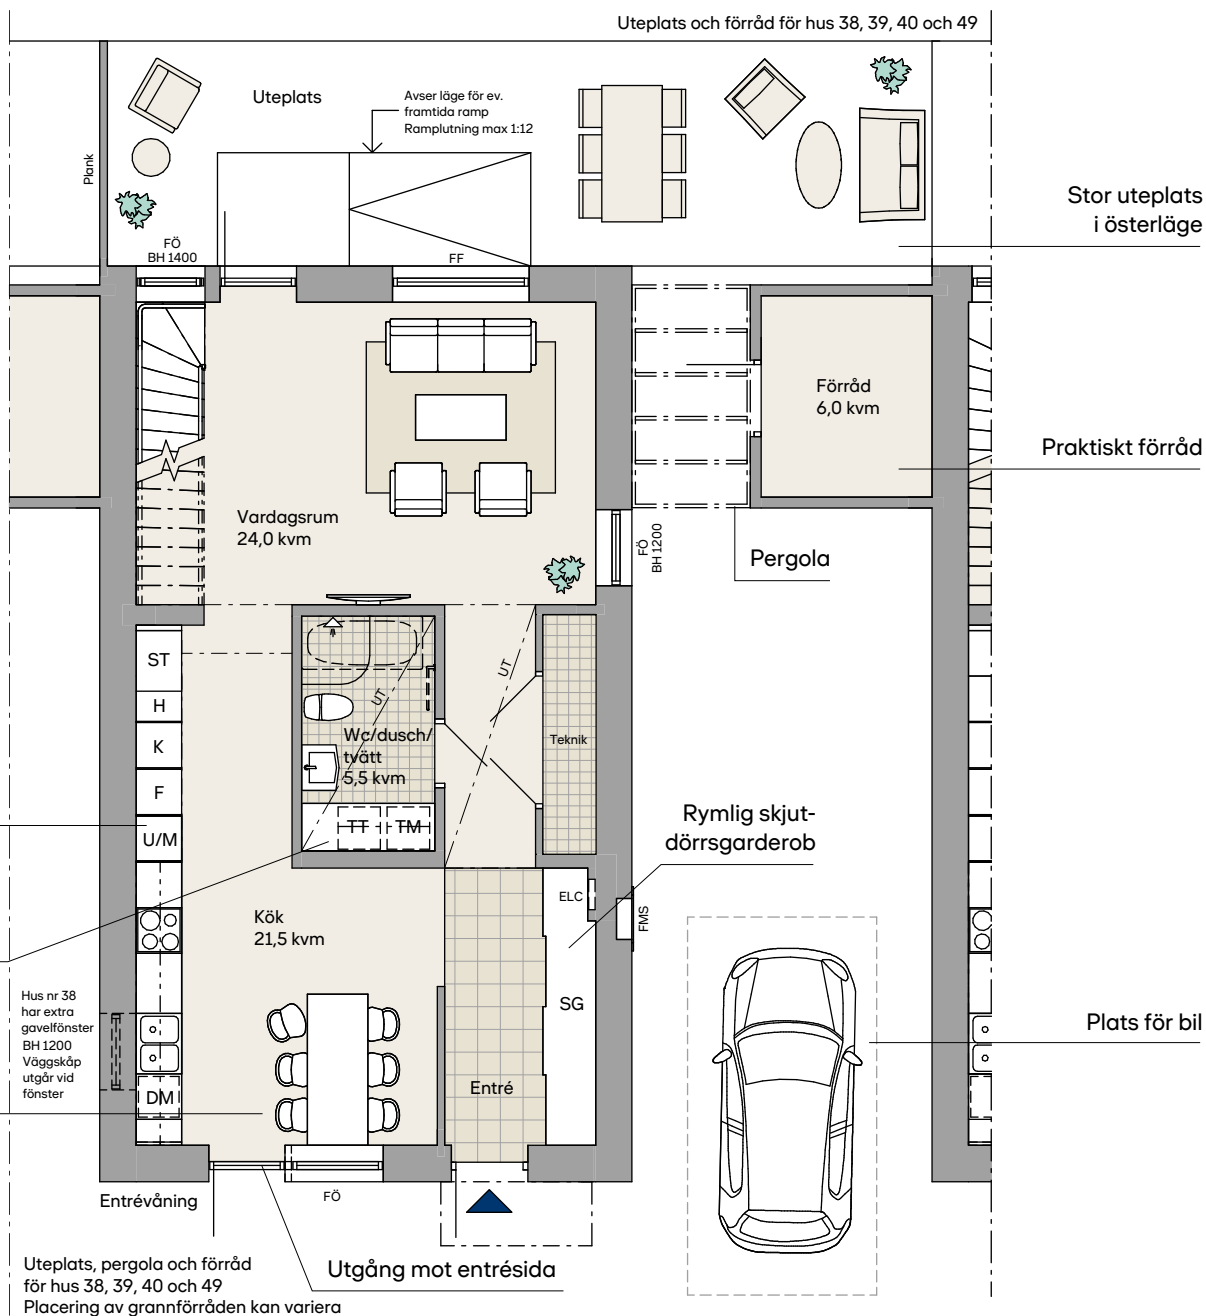 Uteplats och förråd för hus 38, 39, 40 och 49
Uteplats
Avser läge för ev.
framtida ramp
Ramplutning max 1:12
Plank
Stor uteplats
i österläge
FÖ
BH 1400
FF
Förråd
6,0 kvm
Praktiskt förråd
Vardagsrum
24,0 kvm
FÖ
BH 1200
Pergola
ST
H
K
F
U/M
UT
UT
Wc/dusch/
tvätt
5,5 kvm
Teknik
TT
TM
Rymlig skjut-
dörrsgarderob
ELC
FMS
Kök
21,5 kvm
SG
Hus nr 38
har extra
gavelfönster
BH 1200
Väggskåp
utgår vid
fönster
Plats för bil
DM
Entré
FÖ
Entrévåning
Uteplats, pergola och förråd
för hus 38, 39, 40 och 49
Placering av grannförråden kan variera
Utgång mot entrésida